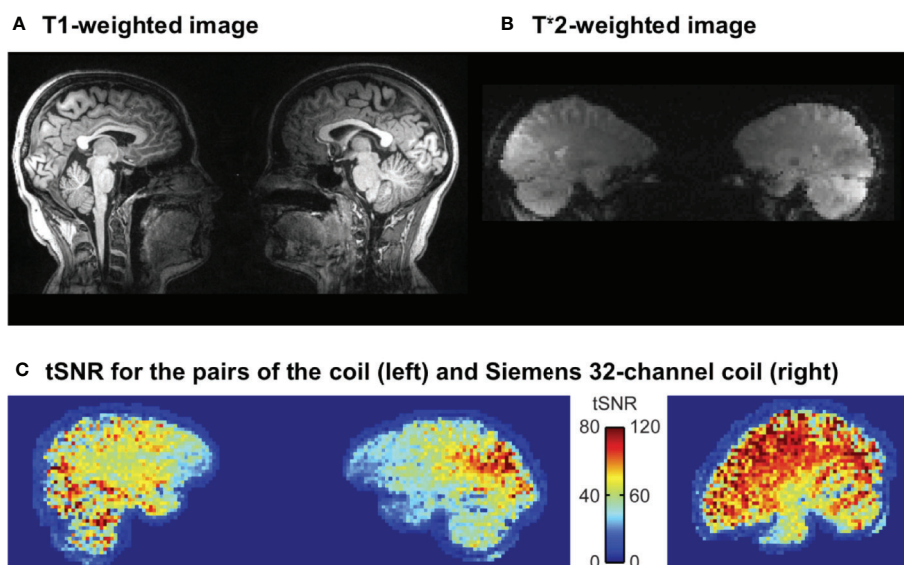 A T1-weighted image
B T*2-weighted image
C tSNR for the pairs of the coil (left) and Siemens 32-channel coil (right)
tSNR
80 120
40 60
0 0